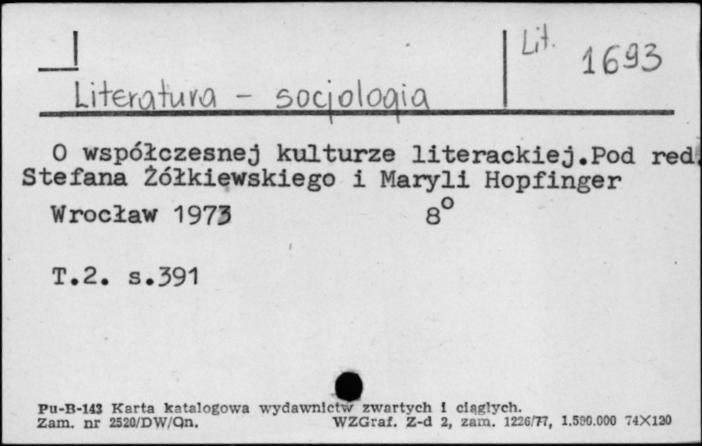 Lit. 1693
Literatura - socjologia
O współczesnej kulturze literackiej.Pod red.
Stefana Żółkiewskiego i Maryli Hopfinger
Wrocław 1973 8°
T.2. s.391
Pu-B-143 Karta katalogowa wydawnictw zwartych i ciągłych.
Zam. nr 2520/DW/Qn. WZGraf. Z-d 2, zam. 1226/77, 1.500.000 74X120